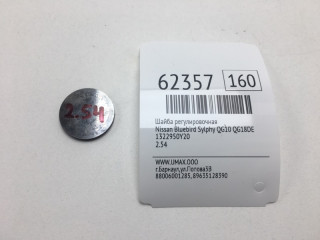 2.54
62357 160
Шайба регулировочная
Nissan Bluebird Sylphy QG10 QG18DE
1322950Y20
2.54
WWW.UMAX.OOO
г.Барнаул,ул.Гоголя58
88006001285, 89635128390